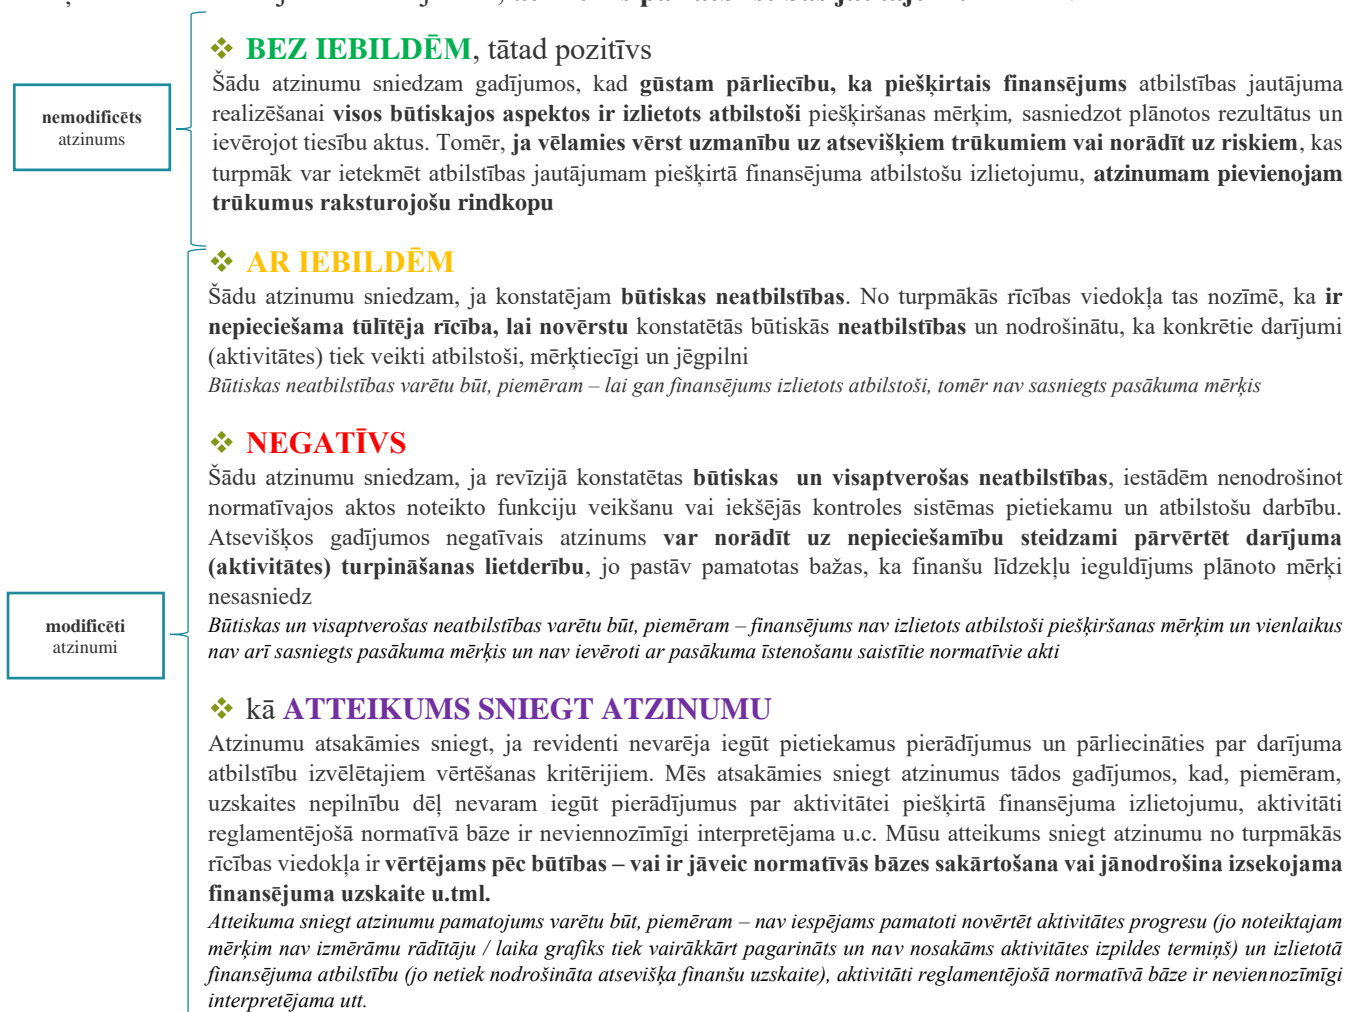 ❖ BEZ IEBILDĒM, tātad pozitīvs
Šādu atzinumu sniedzam gadījumos, kad gūstam pārliecību, ka piešķirtais finansējums atbilstības jautājuma
realizēšanai visos būtiskajos aspektos ir izlietots atbilstoši piešķiršanas mērķim, sasniedzot plānotos rezultātus un
ievērojot tiesību aktus. Tomēr, ja vēlamies vērst uzmanību uz atsevišķiem trūkumiem vai norādīt uz riskiem, kas
turpmāk var ietekmēt atbilstības jautājumam piešķirtā finansējuma atbilstošu izlietojumu, atzinumam pievienojam
trūkumus raksturojošu rindkopu
nemodificēts
atzinums
❖ AR IEBILDĒM
Šādu atzinumu sniedzam, ja konstatējam būtiskas neatbilstības. No turpmākās rīcības viedokļa tas nozīmē, ka ir
nepieciešama tūlītēja rīcība, lai novērstu konstatētās būtiskās neatbilstības un nodrošinātu, ka konkrētie darījumi
(aktivitātes) tiek veikti atbilstoši, mērķtiecīgi un jēgpilni
Būtiskas neatbilstības varētu būt, piemēram – lai gan finansējums izlietots atbilstoši, tomēr nav sasniegts pasākuma mērķis
❖ NEGATĪVS
Šādu atzinumu sniedzam, ja revīzijā konstatētas būtiskas un visaptverošas neatbilstības, iestādēm nenodrošinot
normatīvajos aktos noteikto funkciju veikšanu vai iekšējās kontroles sistēmas pietiekamu un atbilstošu darbību.
Atsevišķos gadījumos negatīvais atzinums var norādīt uz nepieciešamību steidzami pārvērtēt darījuma
(aktivitātes) turpināšanas lietderību, jo pastāv pamatotas bažas, ka finanšu līdzekļu ieguldījums plānoto mērķi
nesasniedz
Būtiskas un visaptverošas neatbilstības varētu būt, piemēram – finansējums nav izlietots atbilstoši piešķiršanas mērķim un vienlaikus
nav arī sasniegts pasākuma mērķis un nav ievēroti ar pasākuma īstenošanu saistītie normatīvie akti
modificēti
atzinumi
❖ kā ATTEIKUMS SNIEGT ATZINUMU
Atzinumu atsakāmies sniegt, ja revidenti nevarēja iegūt pietiekamus pierādījumus un pārliecināties par darījuma
atbilstību izvēlētajiem vērtēšanas kritērijiem. Mēs atsakāmies sniegt atzinumus tādos gadījumos, kad, piemēram,
uzskaites nepilnību dēļ nevaram iegūt pierādījumus par aktivitātei piešķirtā finansējuma izlietojumu, aktivitāti
reglamentējošā normatīvā bāze ir neviennozīmīgi interpretējama u.c. Mūsu atteikums sniegt atzinumu no turpmākās
rīcības viedokļa ir vērtējams pēc būtības – vai ir jāveic normatīvās bāzes sakārtošana vai jānodrošina izsekojama
finansējuma uzskaite u.tml.
Atteikuma sniegt atzinumu pamatojums varētu būt, piemēram – nav iespējams pamatoti novērtēt aktivitātes progresu (jo noteiktajam
mērķim nav izmērāmu rādītāju / laika grafiks tiek vairākkārt pagarināts un nav nosakāms aktivitātes izpildes termiņš) un izlietotā
finansējuma atbilstību (jo netiek nodrošināta atsevišķa finanšu uzskaite), aktivitāti reglamentējošā normatīvā bāze ir neviennozīmīgi
interpretējama utt.